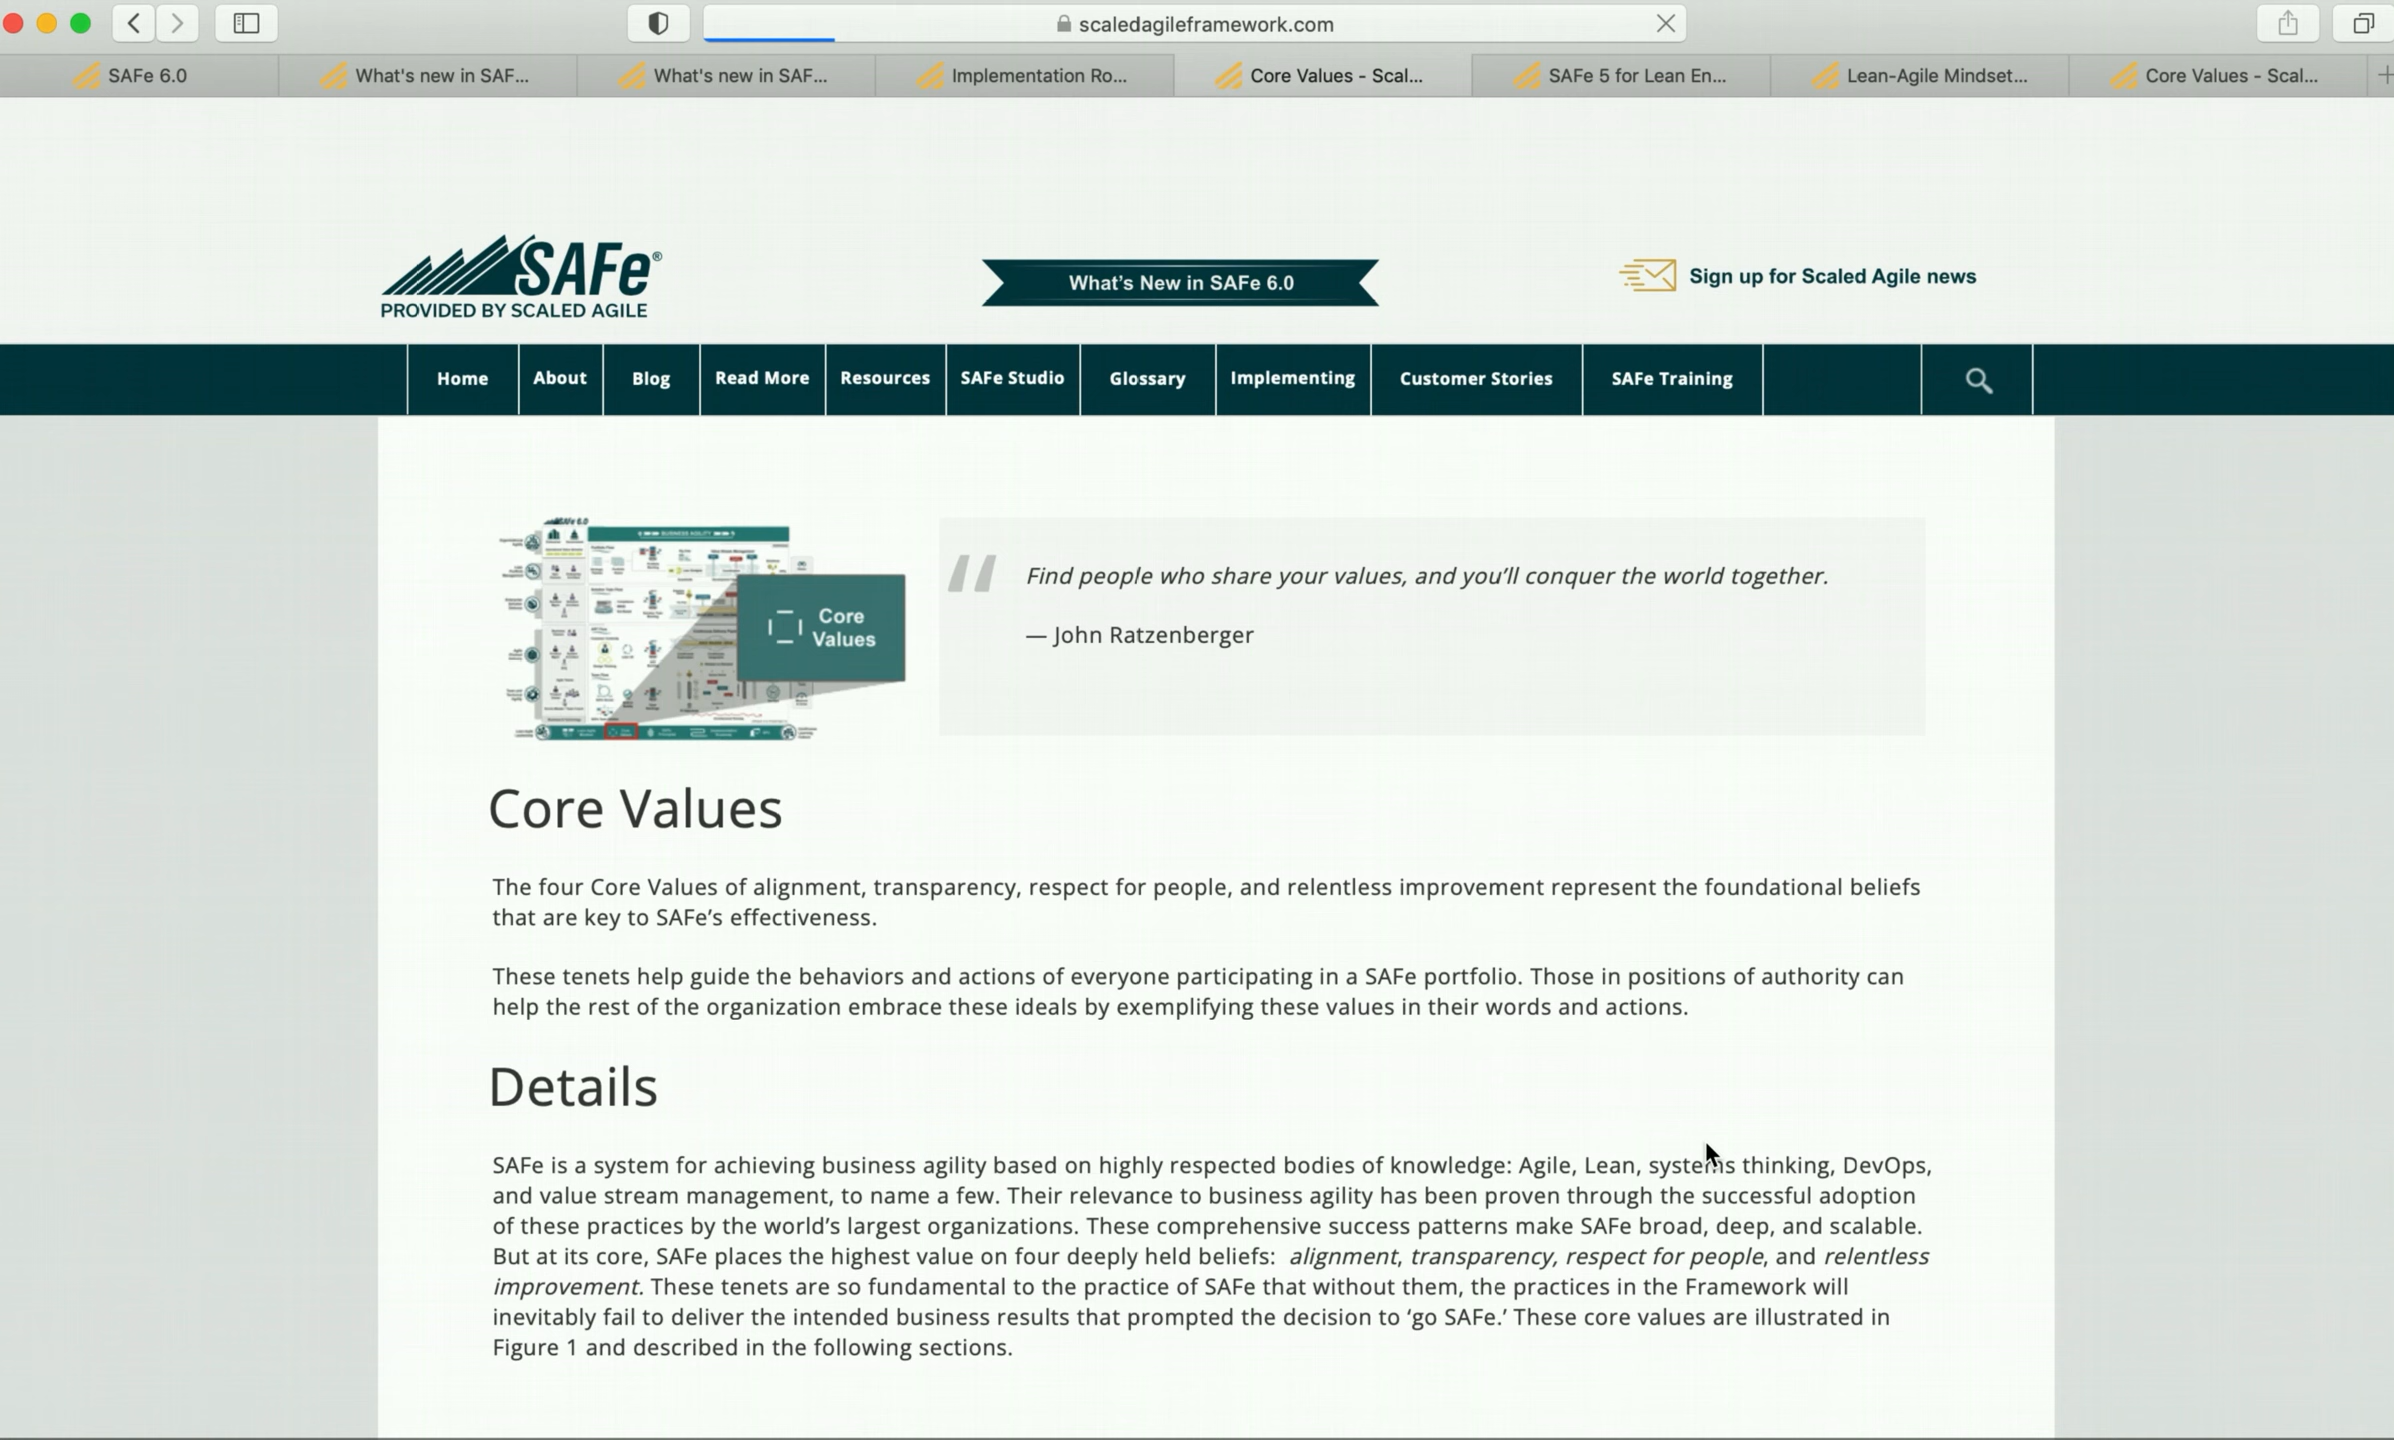 scaledagileframework.com
SAFe 6.0
What's new in SAF...
What's new in SAF...
Implementation Ro...
Core Values - Scal...
SAFe 5 for Lean En...
Lean-Agile Mindset...
Core Values - Scal...
SAFe®
PROVIDED BY SCALED AGILE
What's New in SAFe 6.0
Sign up for Scaled Agile news
Home
About
Blog
Read More
Resources
SAFe Studio
Glossary
Implementing
Customer Stories
SAFe Training
SAFe 6.0
BUSINESS AGILITY
Core
Values
Find people who share your values, and you’ll conquer the world together.
— John Ratzenberger
Core Values
The four Core Values of alignment, transparency, respect for people, and relentless improvement represent the foundational beliefs
that are key to SAFe’s effectiveness.
These tenets help guide the behaviors and actions of everyone participating in a SAFe portfolio. Those in positions of authority can
help the rest of the organization embrace these ideals by exemplifying these values in their words and actions.
Details
SAFe is a system for achieving business agility based on highly respected bodies of knowledge: Agile, Lean, systems thinking, DevOps,
and value stream management, to name a few. Their relevance to business agility has been proven through the successful adoption
of these practices by the world’s largest organizations. These comprehensive success patterns make SAFe broad, deep, and scalable.
But at its core, SAFe places the highest value on four deeply held beliefs: alignment, transparency, respect for people, and relentless
improvement. These tenets are so fundamental to the practice of SAFe that without them, the practices in the Framework will
inevitably fail to deliver the intended business results that prompted the decision to ‘go SAFe.’ These core values are illustrated in
Figure 1 and described in the following sections.